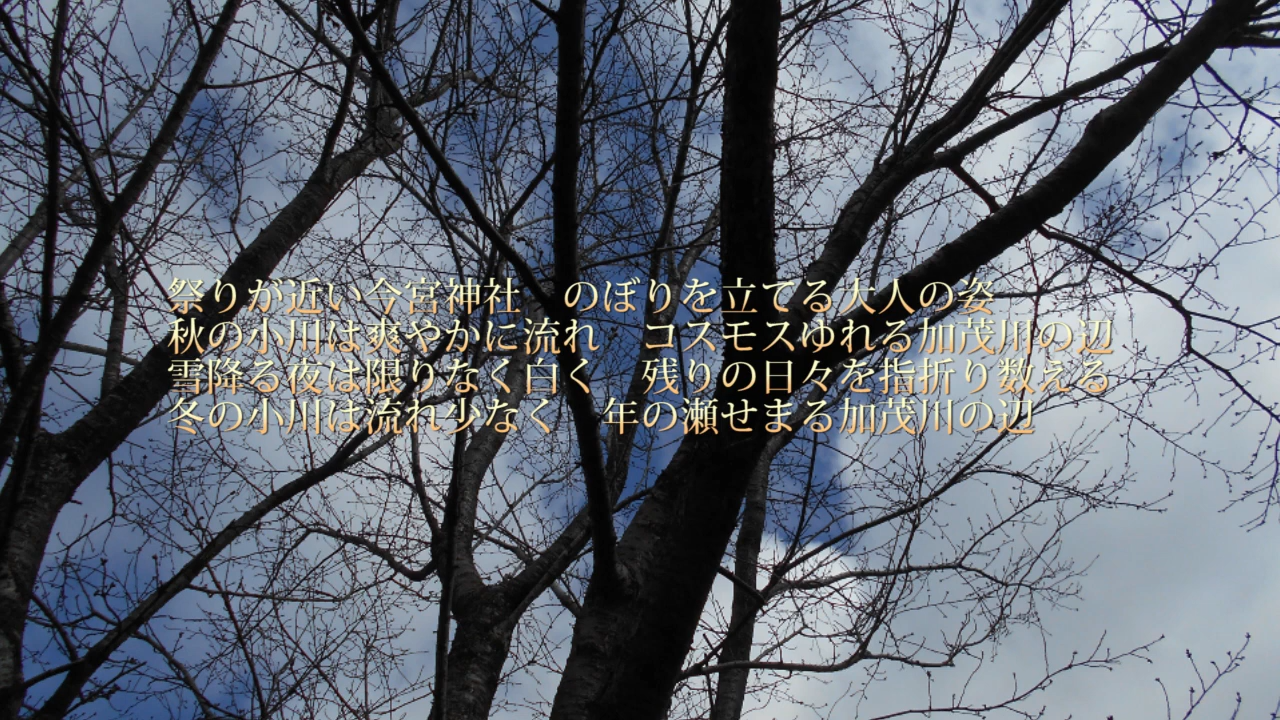 祭りが近い今宮神社　のぼりを立てる大人の姿
秋の小川は爽やかに流れ　コスモスゆれる加茂川の辺
雪降る夜は限りなく白く　残りの日々を指折り数える
冬の小川は流れ少なく　年の瀬せまる加茂川の辺